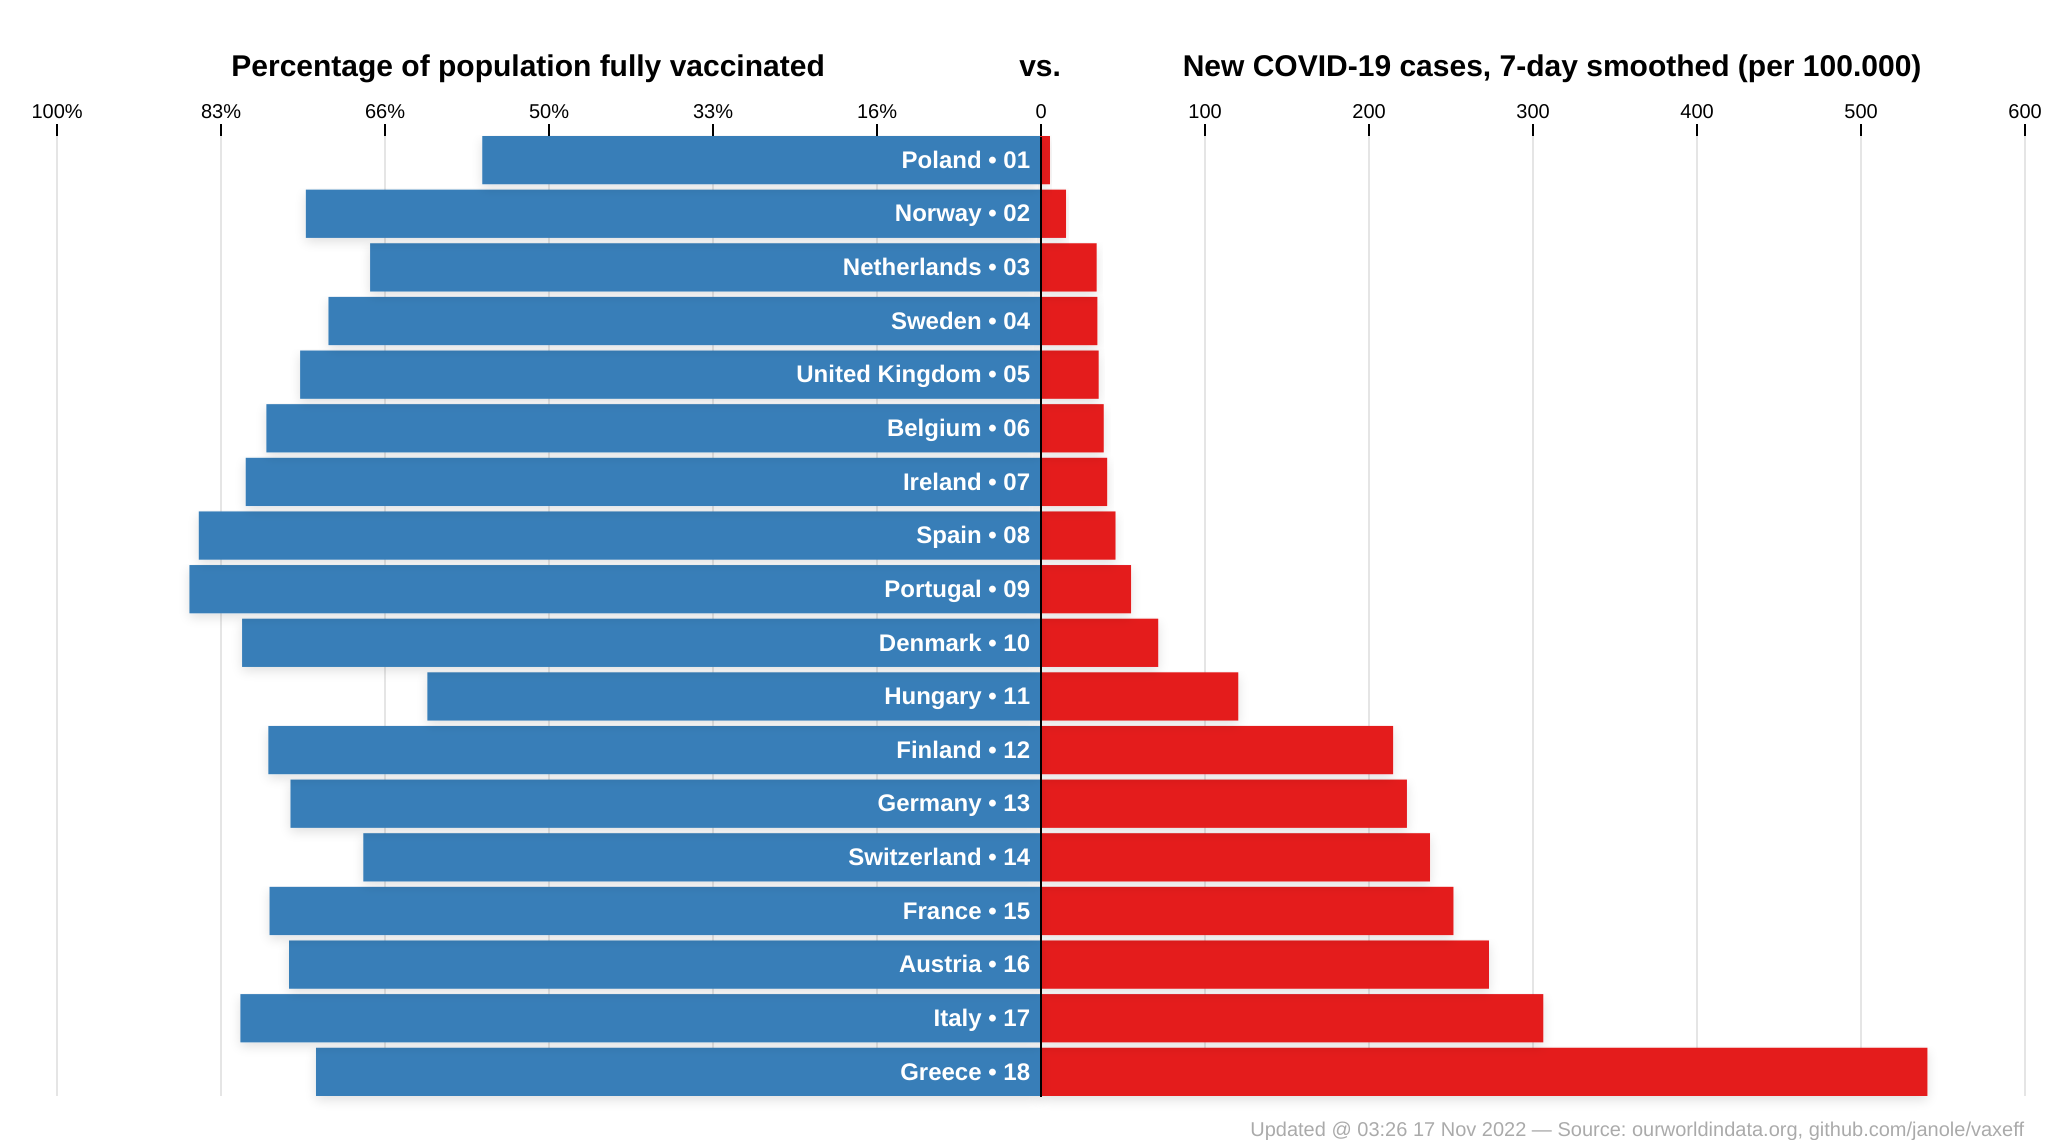 Percentage of population fully vaccinated vs. New COVID-19 cases, 7-day smoothed (per 100.000)
100% 83% 66% 50% 33% 16% 0 100 200 300 400 500 600
Poland • 01
Norway • 02
Netherlands • 03
Sweden • 04
United Kingdom • 05
Belgium • 06
Ireland • 07
Spain • 08
Portugal • 09
Denmark • 10
Hungary • 11
Finland • 12
Germany • 13
Switzerland • 14
France • 15
Austria • 16
Italy • 17
Greece • 18
Updated @ 03:26 17 Nov 2022 — Source: ourworldindata.org, github.com/janole/vaxeff